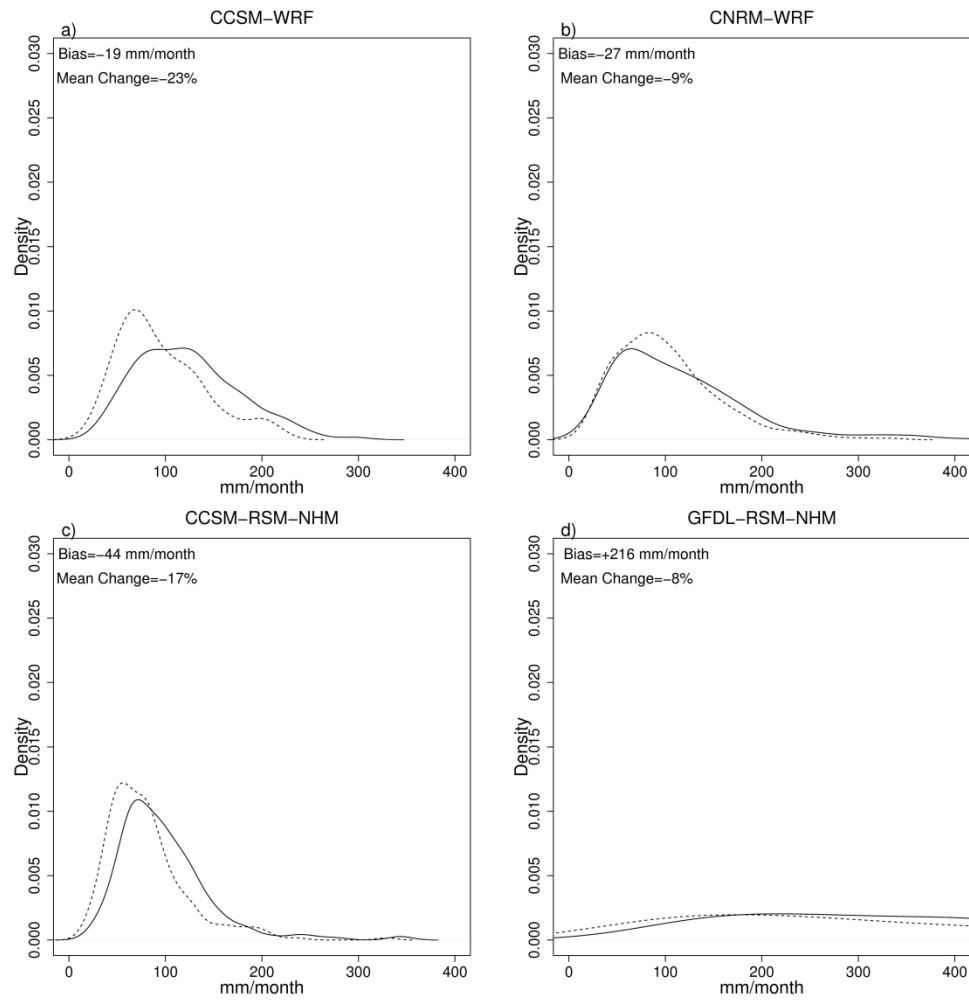 CCSM−WRF
a)
Bias=−19 mm/month
Mean Change=−23%
0.030
0.025
0.020
0.015
0.010
0.005
0.000
Density
0 100 200 300 400
mm/month
CNRM−WRF
b)
Bias=−27 mm/month
Mean Change=−9%
0.030
0.025
0.020
0.015
0.010
0.005
0.000
Density
0 100 200 300 400
mm/month
CCSM−RSM−NHM
c)
Bias=−44 mm/month
Mean Change=−17%
0.030
0.025
0.020
0.015
0.010
0.005
0.000
Density
0 100 200 300 400
mm/month
GFDL−RSM−NHM
d)
Bias=+216 mm/month
Mean Change=−8%
0.030
0.025
0.020
0.015
0.010
0.005
0.000
Density
0 100 200 300 400
mm/month